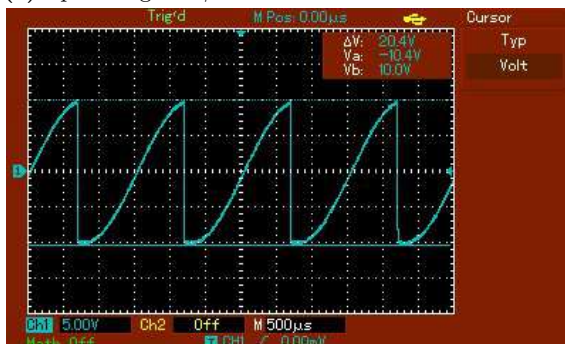 Trig'd M Pos: 0.00µs Cursor
ΔV: 20.4V
Va: -10.4V
Vb: 10.0V
Typ
Volt
1
Ch1 5.00V Ch2 Off M 500µs
Math Off CH1 0.00mV